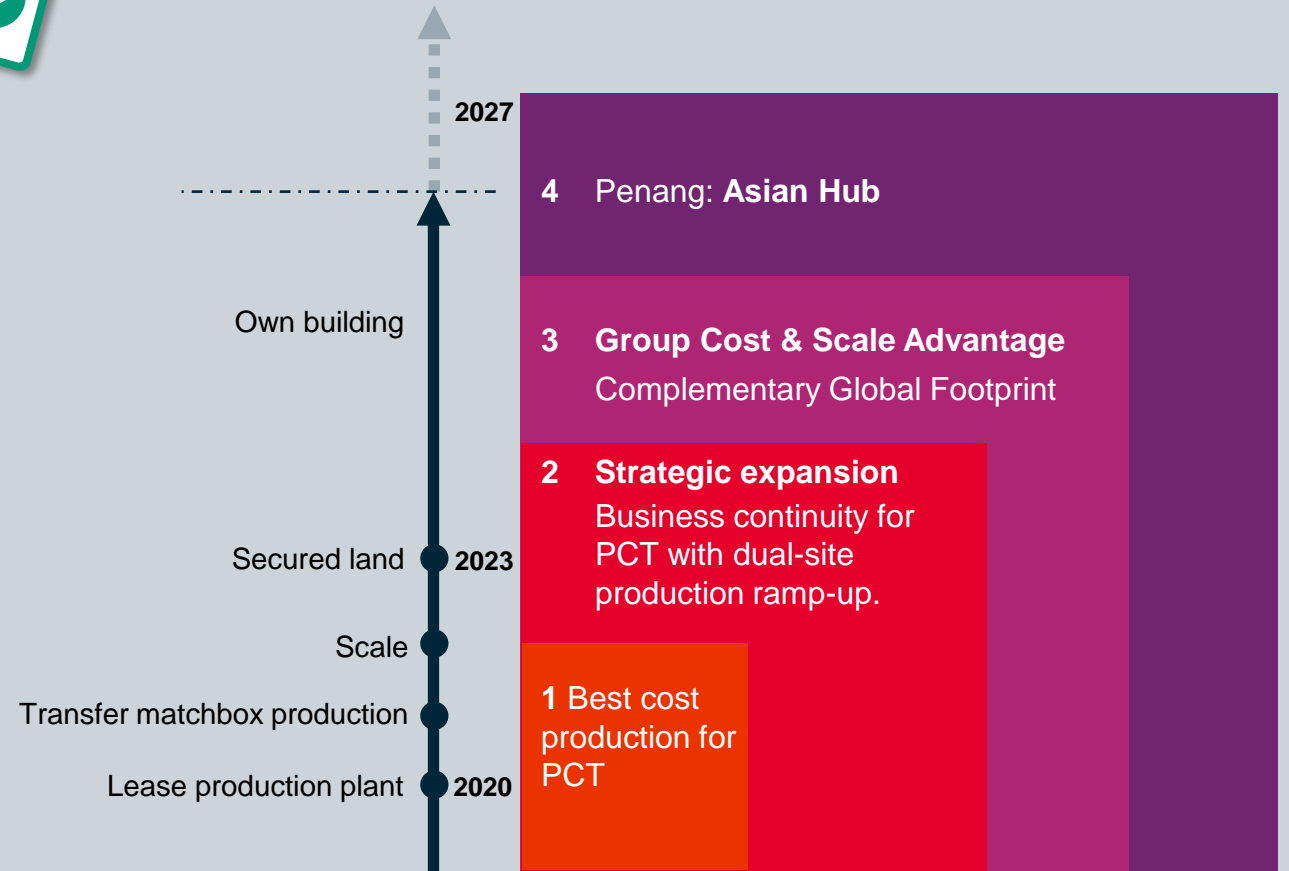 2027
4 Penang: Asian Hub
Own building
3 Group Cost & Scale Advantage
Complementary Global Footprint
2 Strategic expansion
Business continuity for
PCT with dual-site
production ramp-up.
Secured land
2023
Scale
1 Best cost
production for
PCT
Transfer matchbox production
Lease production plant
2020